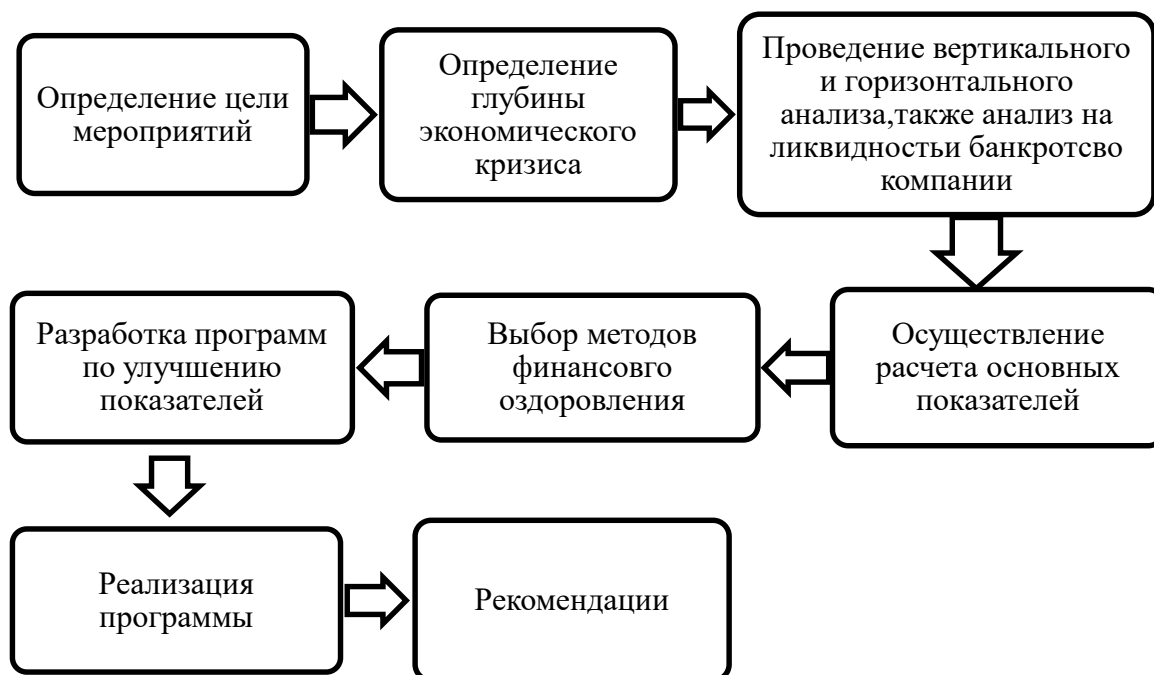 Определение цели
мероприятий
Определение
глубины
экономического
кризиса
Проведение вертикального
и горизонтального
анализа,также анализ на
ликвидностьи банкротсво
компании
Осуществление
расчета основных
показателей
Выбор методов
финансовго
оздоровления
Разработка программ
по улучшению
показателей
Реализация
программы
Рекомендации